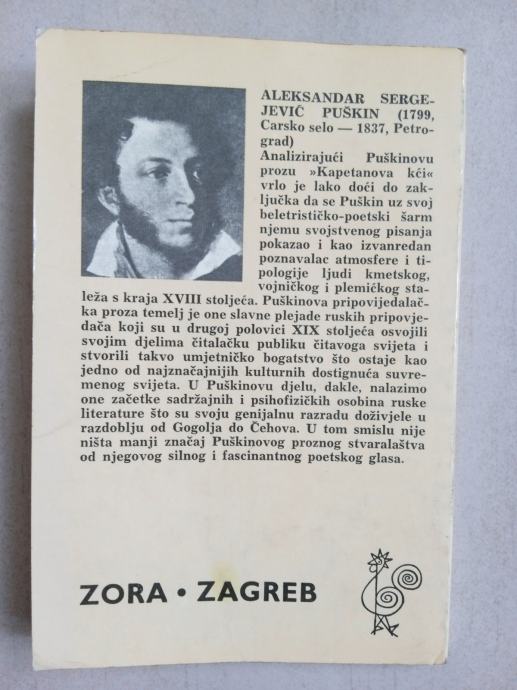 ALEKSANDAR SERGE-
JEVIČ PUŠKIN (1799,
Carsko selo — 1837, Petro-
grad)
Analizirajući Puškinovu
prozu »Kapetanova kći«
vrlo je lako doći do zak-
ljučka da se Puškin uz svoj
beletrističko-poetski šarm
njemu svojstvenog pisanja
pokazao i kao izvanredan
poznavalac atmosfere i ti-
pologije ljudi kmetskog,
vojničkog i plemićkog sta-
leža s kraja XVIII stoljeća. Puškinova pripovijedalač-
ka proza temelj je one slavne plejade ruskih pripovje-
dača koji su u drugoj polovici XIX stoljeća osvojili
svojim djelima čitalačku publiku čitavoga svijeta i
stvorili takvo umjetničko bogatstvo što ostaje kao
jedno od najznačajnijih kulturnih dostignuća suvre-
menog svijeta. U Puškinovu djelu, dakle, nalazimo
one začetke sadržajnih i psihofizičkih osobina ruske
literature što su svoju genijalnu razradu doživjele u
razdoblju od Gogolja do Čehova. U tom smislu nije
ništa manji značaj Puškinovog proznog stvaralaštva
od njegovog silnog i fascinantnog poetskog glasa.
ZORA • ZAGREB